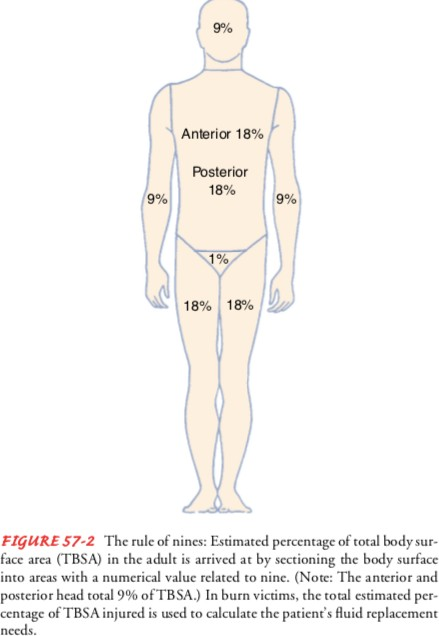 9%
Anterior 18%
Posterior
18%
9%
9%
1%
18%
18%
FIGURE 57-2 The rule of nines: Estimated percentage of total body sur-
face area (TBSA) in the adult is arrived at by sectioning the body surface
into areas with a numerical value related to nine. (Note: The anterior and
posterior head total 9% of TBSA.) In burn victims, the total estimated per-
centage of TBSA injured is used to calculate the patient's fluid replacement
needs.